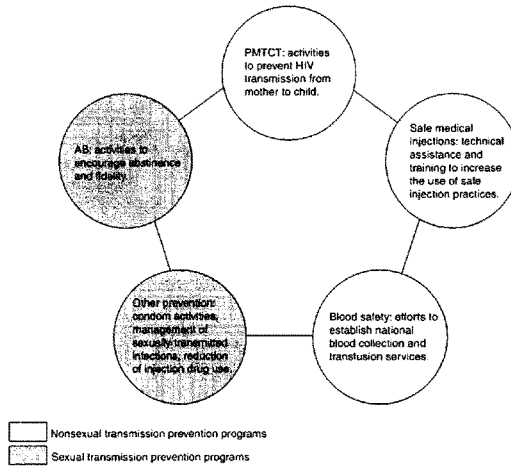 PMTCT: activities
to prevent HIV
transmission from
mother to child.
AB: activities to
encourage abstinence
and fidelity.
Safe medical
injections: technical
assistance and
training to increase
the use of safe
injection practices.
Other prevention:
condom activities,
management of
sexually transmitted
infections, reduction
of injection drug use.
Blood safety: efforts to
establish national
blood collection and
transfusion services.
Nonsexual transmission prevention programs
Sexual transmission prevention programs